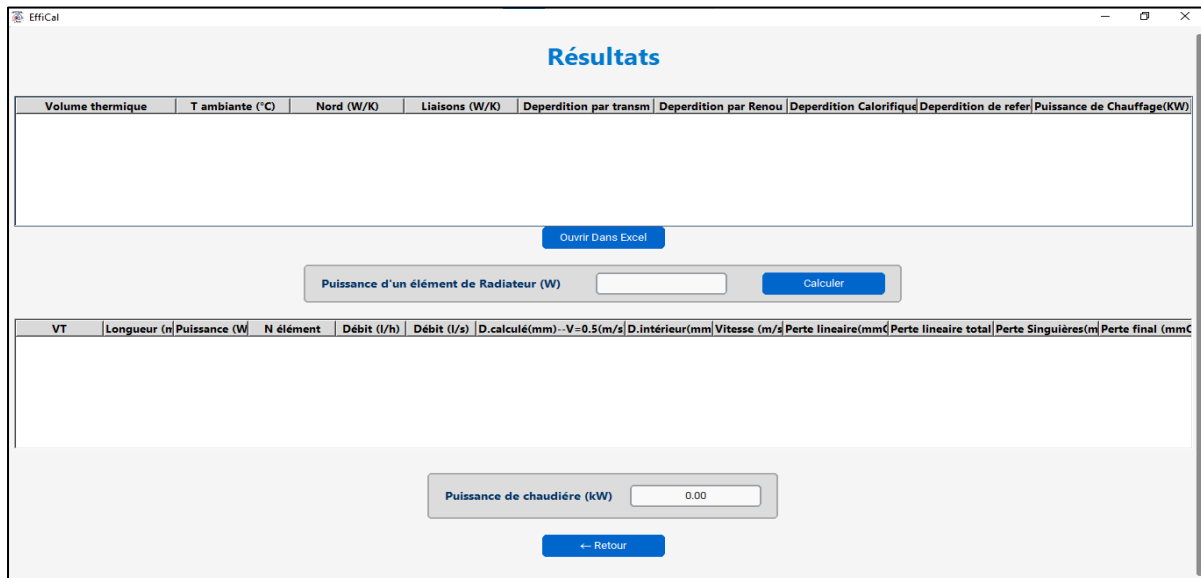 EffiCal
Résultats
Volume thermique T ambiante (°C) Nord (W/K) Liaisons (W/K) Deperdition par transm Deperdition par Renou Deperdition Calorifique Deperdition de refer Puissance de Chauffage(KW)
Ouvrir Dans Excel
Puissance d'un élément de Radiateur (W) Calculer
VT Longueur (n Puissance (W N élément Débit (l/h) Débit (l/s) D.calculé(mm)--V=0.5(m/s D.intérieur(mm Vitesse (m/s Perte lineaire(mmC Perte lineaire total Perte Singuières(m Perte final (mmC
Puissance de chaudiére (kW) 0.00
← Retour